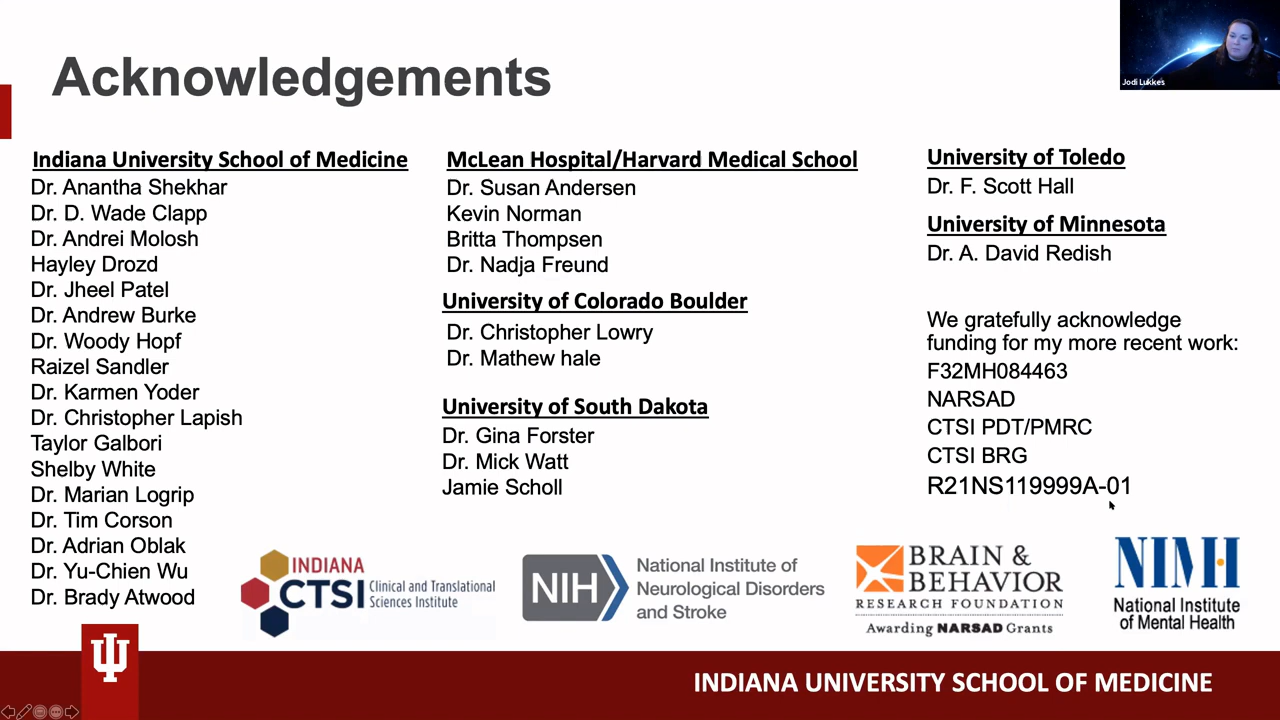 Acknowledgements
Jodi Lukkes
Indiana University School of Medicine
Dr. Anantha Shekhar
Dr. D. Wade Clapp
Dr. Andrei Molosh
Hayley Drozd
Dr. Jheel Patel
Dr. Andrew Burke
Dr. Woody Hopf
Raizel Sandler
Dr. Karmen Yoder
Dr. Christopher Lapish
Taylor Galbori
Shelby White
Dr. Marian Logrip
Dr. Tim Corson
Dr. Adrian Oblak
Dr. Yu-Chien Wu
Dr. Brady Atwood
McLean Hospital/Harvard Medical School
Dr. Susan Andersen
Kevin Norman
Britta Thompsen
Dr. Nadja Freund
University of Colorado Boulder
Dr. Christopher Lowry
Dr. Mathew hale
University of South Dakota
Dr. Gina Forster
Dr. Mick Watt
Jamie Scholl
University of Toledo
Dr. F. Scott Hall
University of Minnesota
Dr. A. David Redish
We gratefully acknowledge
funding for my more recent work:
F32MH084463
NARSAD
CTSI PDT/PMRC
CTSI BRG
R21NS119999A-01
INDIANA
CTSI
Clinical and Translational
Sciences Institute
NIH
National Institute of
Neurological Disorders
and Stroke
BRAIN &
BEHAVIOR
RESEARCH FOUNDATION
Awarding NARSAD Grants
NIMH
National Institute
of Mental Health
INDIANA UNIVERSITY SCHOOL OF MEDICINE